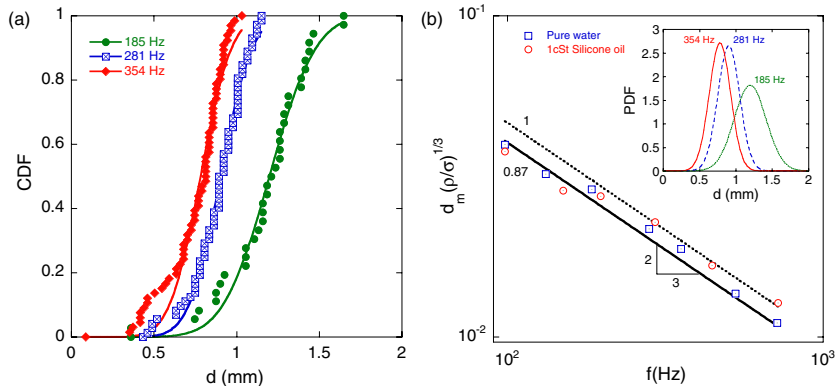 (a)
185 Hz
281 Hz
354 Hz
CDF
1
0.8
0.6
0.4
0.2
0
0
0.5
1
1.5
2
d (mm)
(b)
10^-1
10^-2
d_m (ρ/σ)^1/3
Pure water
1cSt Silicone oil
1
0.87
2
3
10^2
10^3
f(Hz)
354 Hz
281 Hz
185 Hz
PDF
3
2.5
2
1.5
1
0.5
0
0
0.5
1
1.5
2
d (mm)